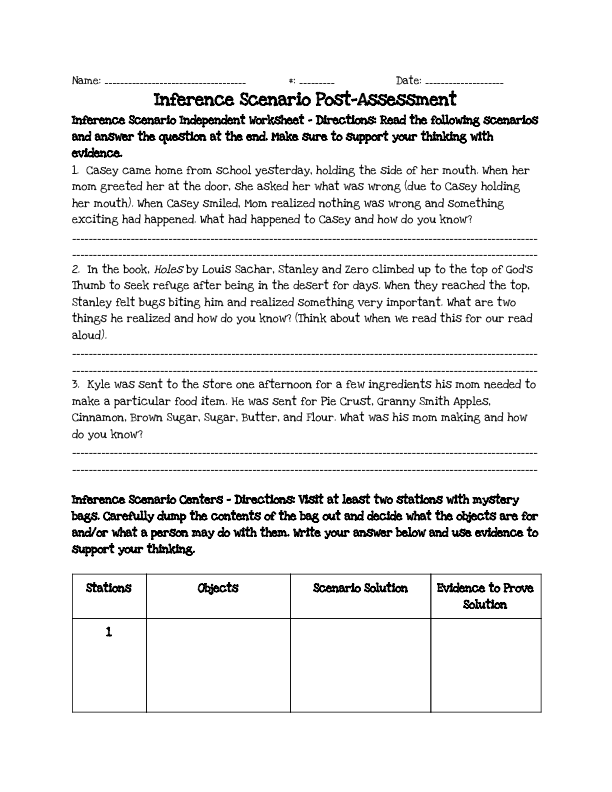 Name: ___________________________________ #: _________ Date: ____________________
Inference Scenario Post-Assessment
Inference Scenario Independent Worksheet - Directions: Read the following scenarios
and answer the question at the end. Make sure to support your thinking with
evidence.
1. Casey came home from school yesterday, holding the side of her mouth. When her
mom greeted her at the door, she asked her what was wrong (due to Casey holding
her mouth). When Casey smiled, Mom realized nothing was wrong and something
exciting had happened. What had happened to Casey and how do you know?
2. In the book, Holes by Louis Sachar, Stanley and Zero climbed up to the top of God's
Thumb to seek refuge after being in the desert for days. When they reached the top,
Stanley felt bugs biting him and realized something very important. What are two
things he realized and how do you know? (Think about when we read this for our read
aloud).
3. Kyle was sent to the store one afternoon for a few ingredients his mom needed to
make a particular food item. He was sent for Pie Crust, Granny Smith Apples,
Cinnamon, Brown Sugar, Sugar, Butter, and Flour. What was his mom making and how
do you know?
Inference Scenario Centers - Directions: Visit at least two stations with mystery
bags. Carefully dump the contents of the bag out and decide what the objects are for
and/or what a person may do with them. Write your answer below and use evidence to
support your thinking.
Stations Objects Scenario Solution Evidence to Prove
Solution
1